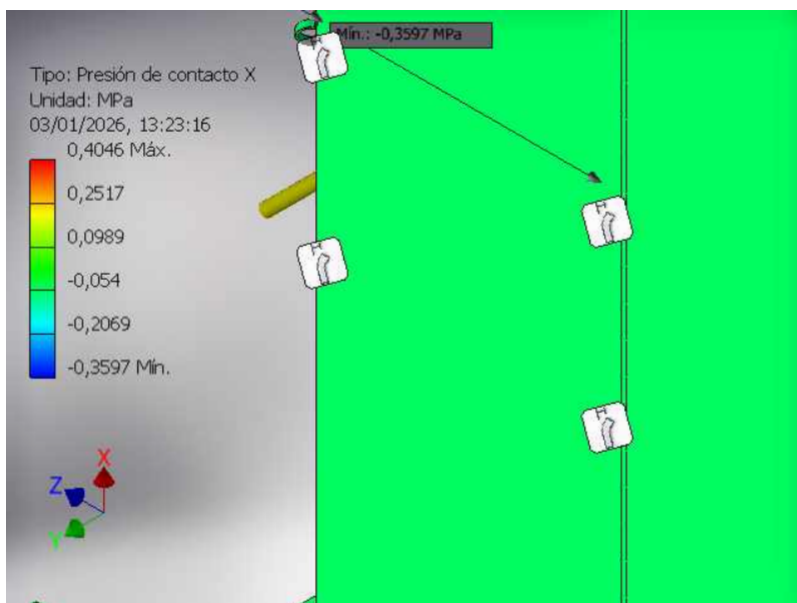 Mín.: -0,3597 MPa
Tipo: Presión de contacto X
Unidad: MPa
03/01/2026, 13:23:16
0,4046 Máx.
0,2517
0,0989
-0,054
-0,2069
-0,3597 Mín.
X
Z
Y